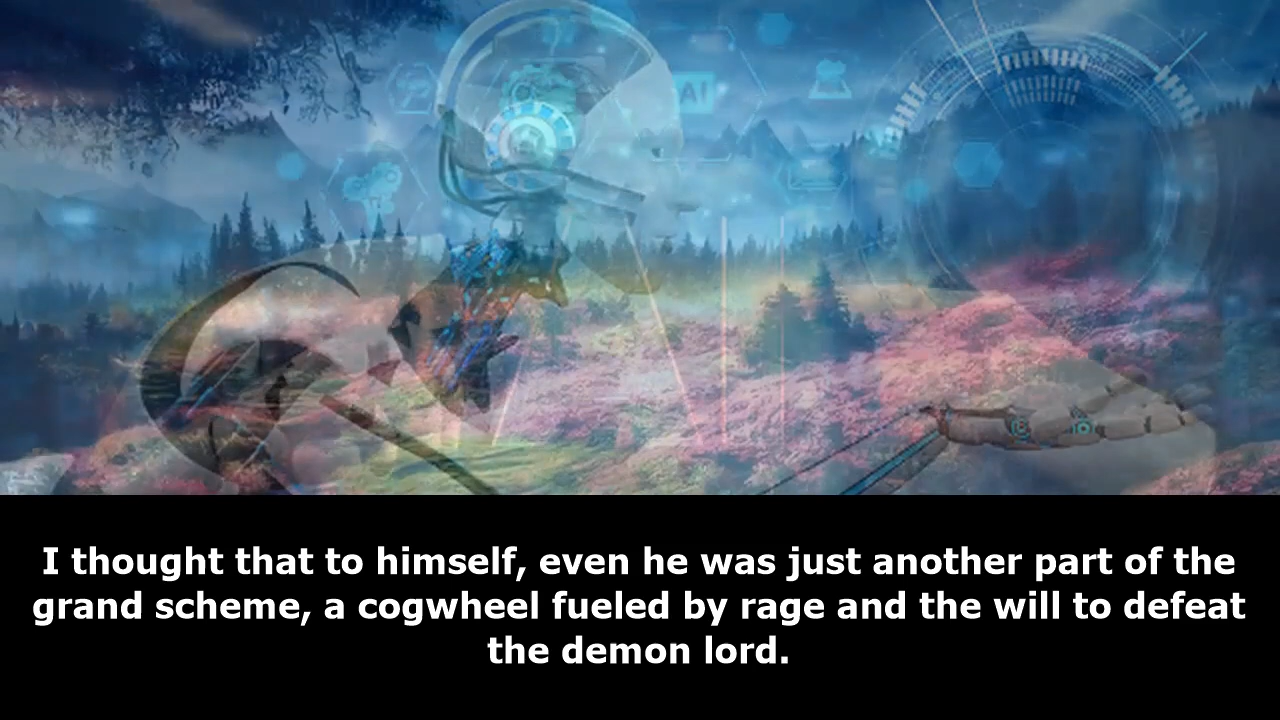 AI
I thought that to himself, even he was just another part of the
grand scheme, a cogwheel fueled by rage and the will to defeat
the demon lord.